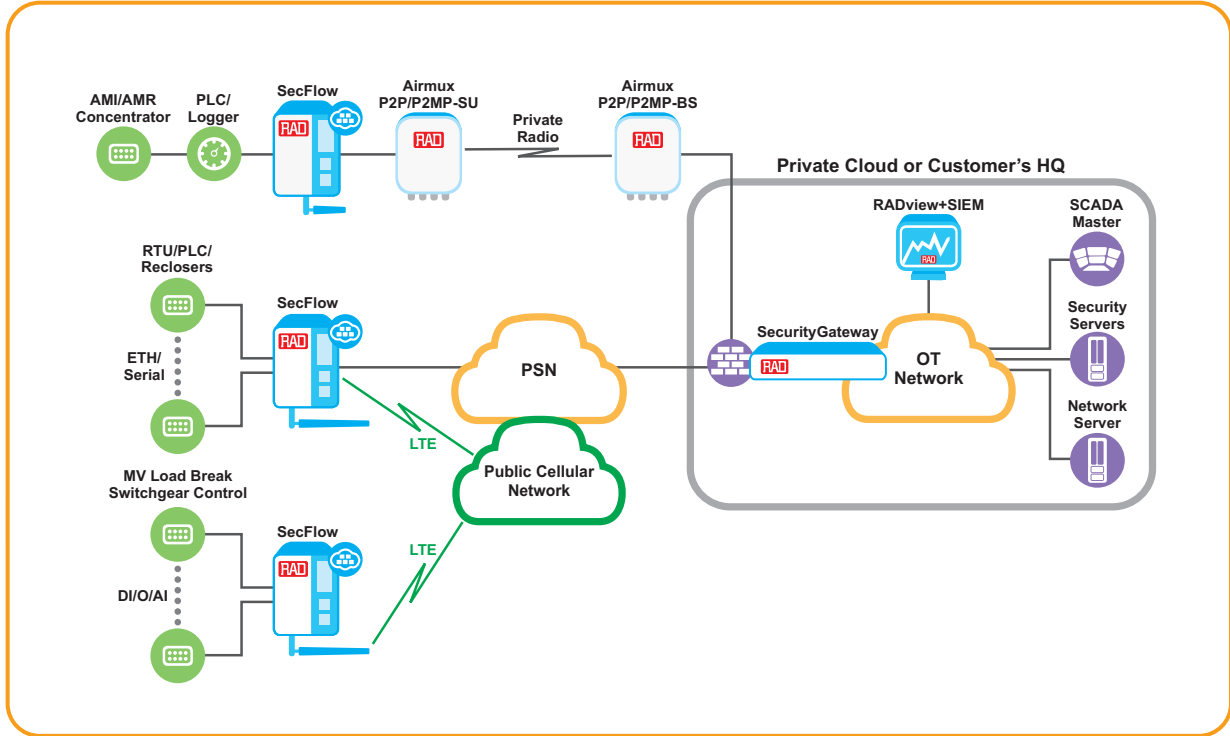 AMI/AMR
Concentrator
PLC/
Logger
SecFlow
RAD
Airmux
P2P/P2MP-SU
RAD
Private
Radio
Airmux
P2P/P2MP-BS
RAD
Private Cloud or Customer's HQ
RADview+SIEM
RAD
SCADA
Master
Security
Servers
Network
Server
OT
Network
SecurityGateway
RAD
RTU/PLC/
Reclosers
ETH/
Serial
SecFlow
RAD
PSN
LTE
Public Cellular
Network
MV Load Break
Switchgear Control
DI/O/AI
SecFlow
RAD
LTE